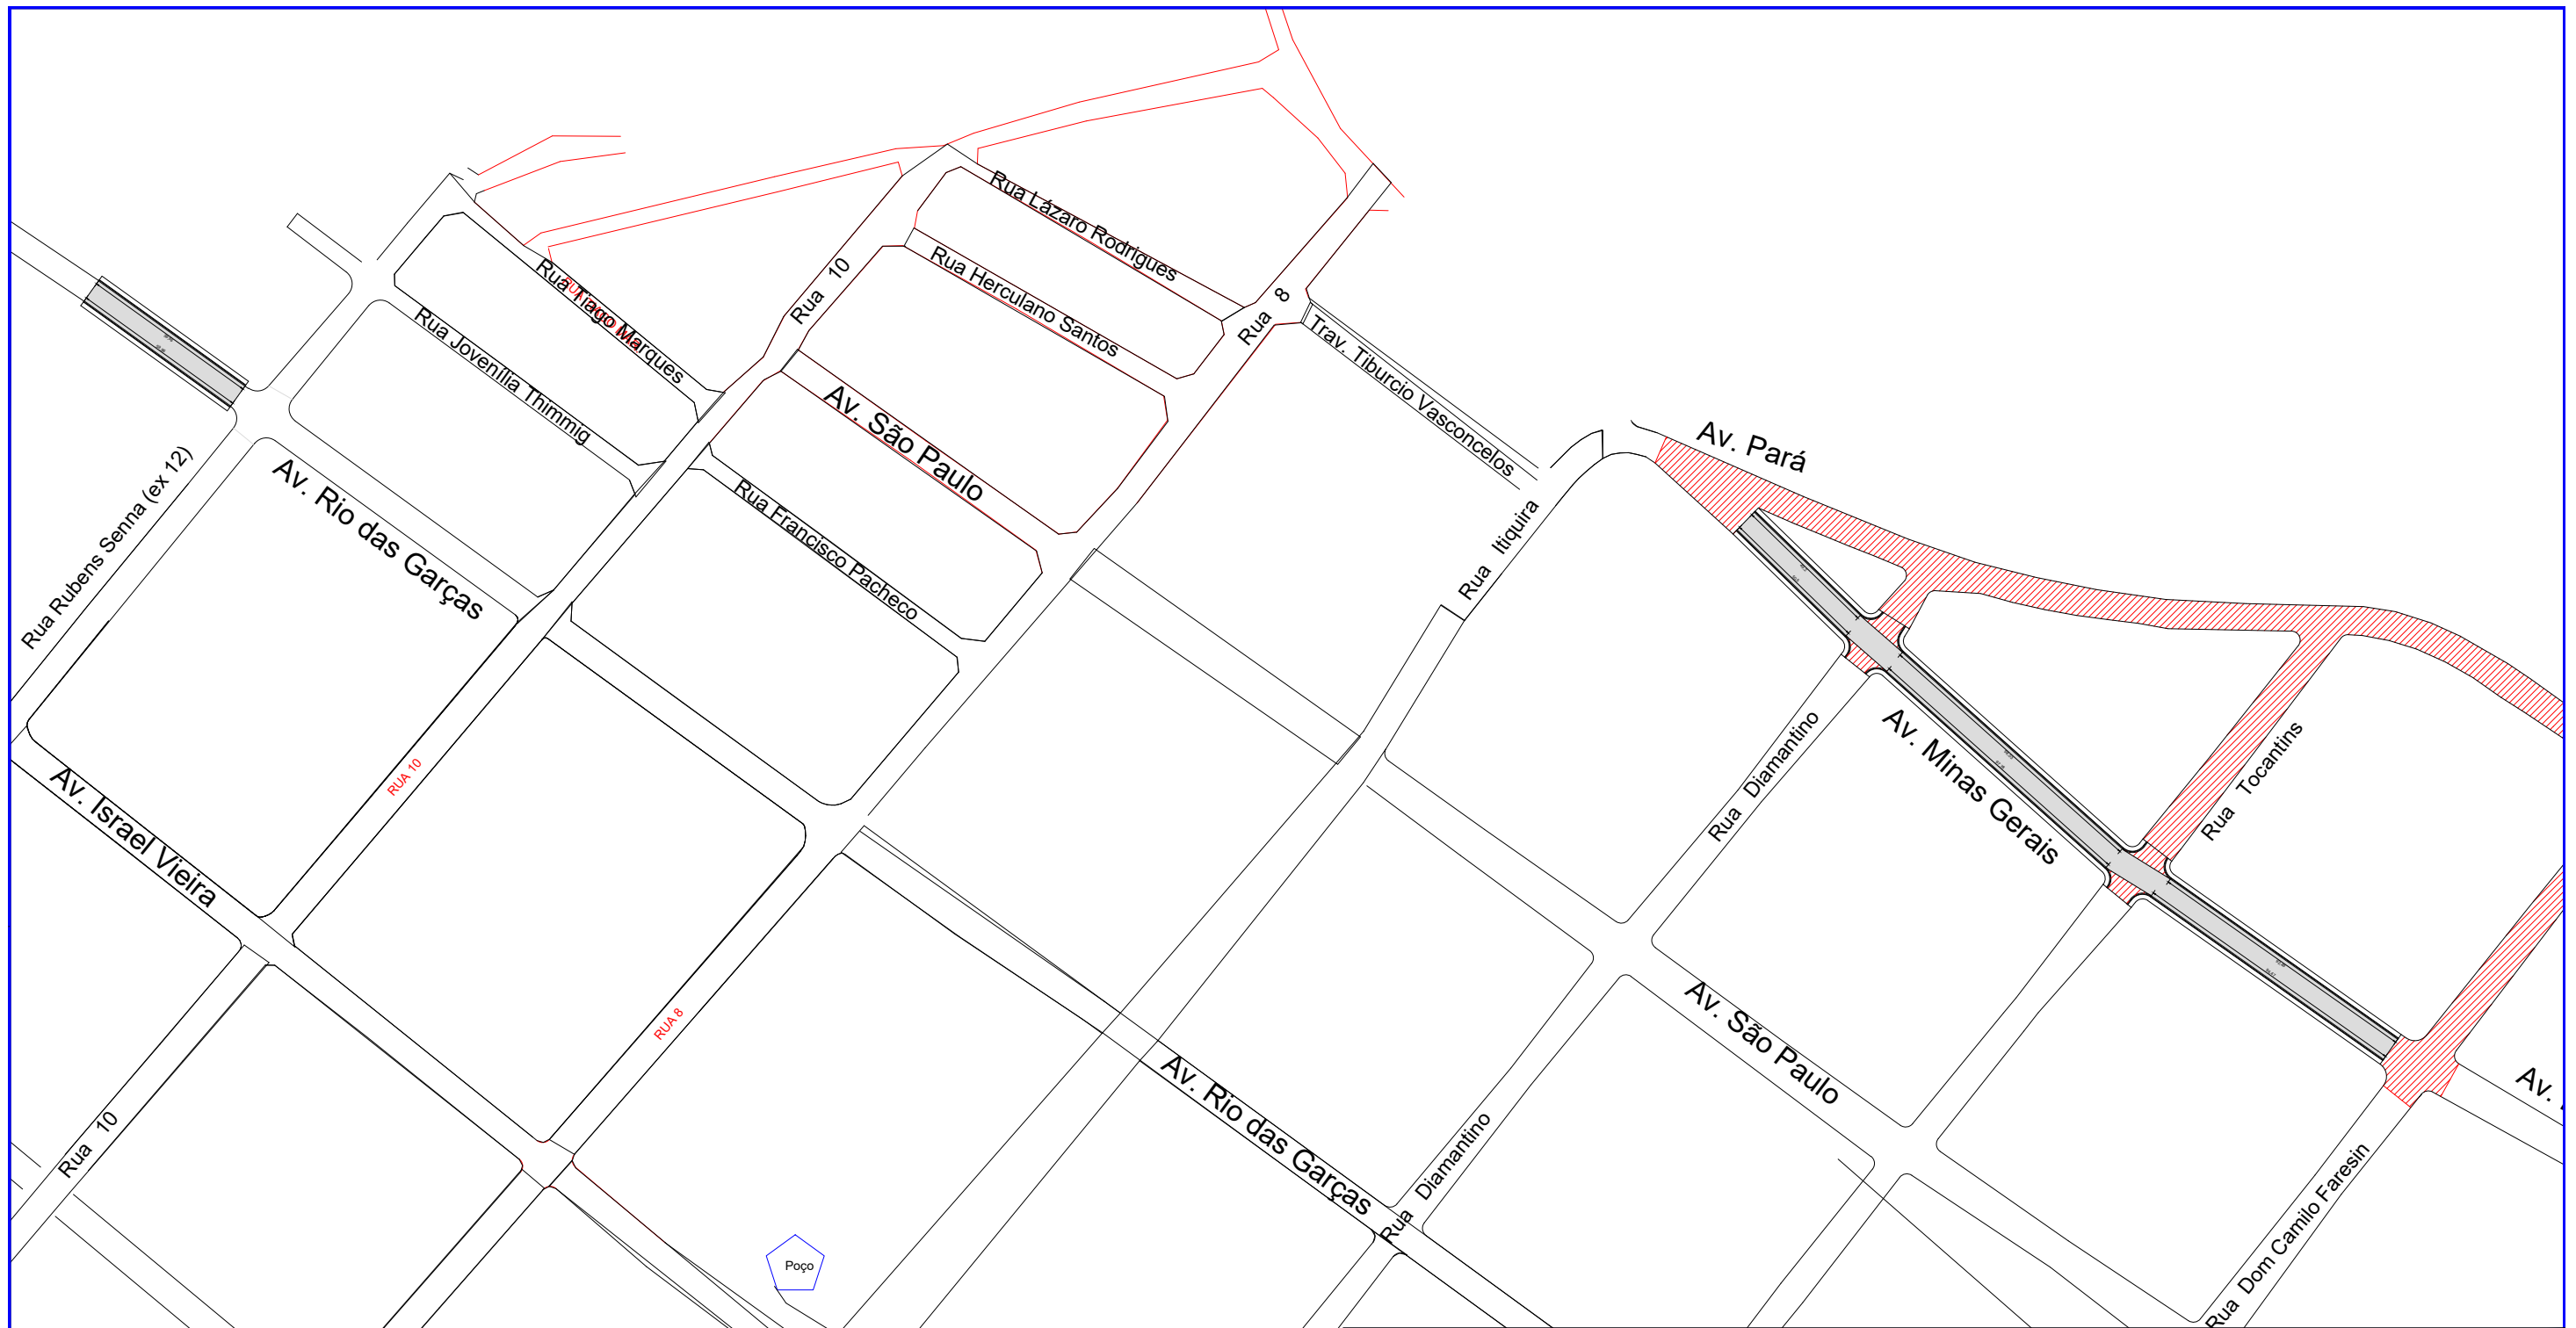 Rua Lázaro Rodrigues
Rua Herculano Santos
Rua 10
Rua 8
Rua Tiago Marques
Rua Jovenília Thimmig
Trav. Tiburcio Vasconcelos
Av. São Paulo
Av. Pará
Rua Rubens Senna (ex 12)
Av. Rio das Garças
Rua Francisco Pacheco
Rua Itiquira
Av. Israel Vieira
RUA 10
Rua Diamantino
Av. Minas Gerais
Rua Tocantins
RUA 8
Av. São Paulo
Av. Rio das Garças
Av.
Rua 10
Rua Diamantino
Rua Dom Camilo Faresin
Poço